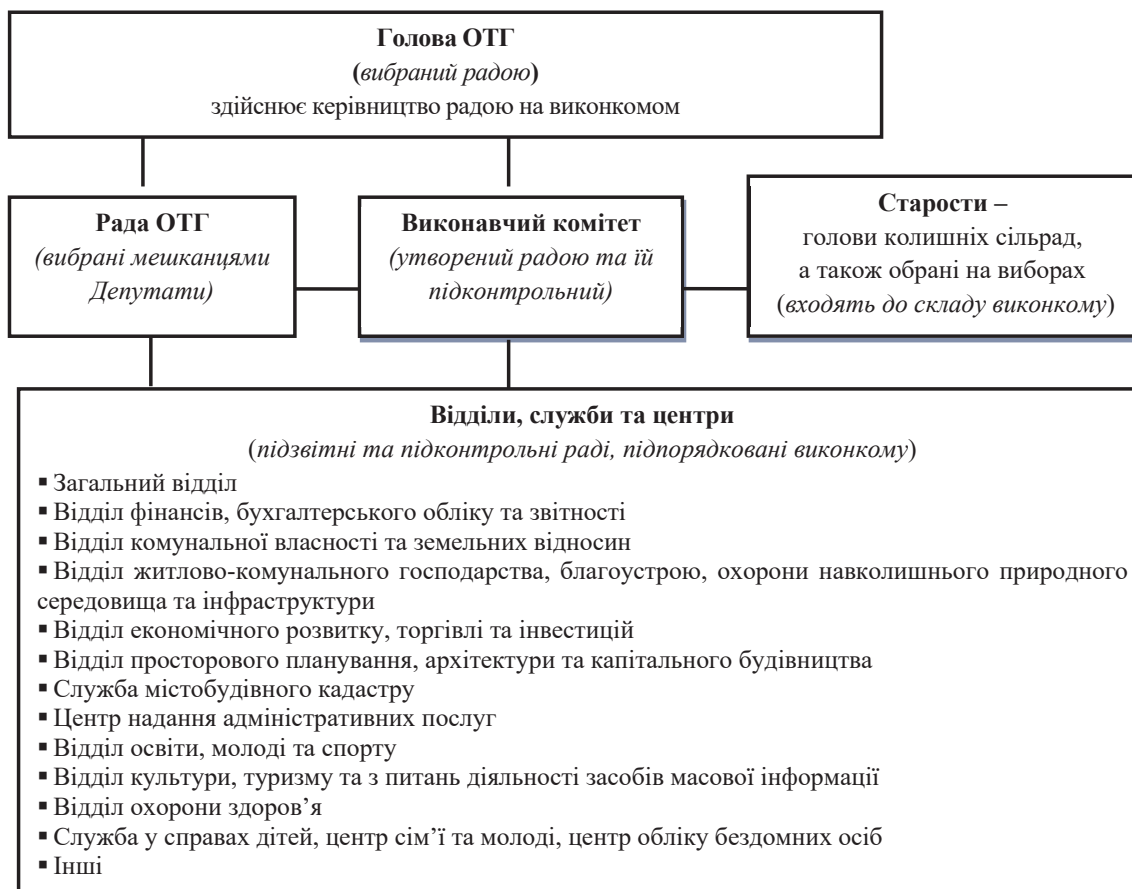 Голова ОТГ
(вибраний радою)
здійснює керівництво радою на виконкомом
Рада ОТГ
(вибрані мешканцями
Депутати)
Виконавчий комітет
(утворений радою та їй
підконтрольний)
Старости –
голови колишніх сільрад,
а також обрані на виборах
(входять до складу виконкому)
Відділи, служби та центри
(підзвітні та підконтрольні раді, підпорядковані виконкому)
▪ Загальний відділ
▪ Відділ фінансів, бухгалтерського обліку та звітності
▪ Відділ комунальної власності та земельних відносин
▪ Відділ житлово-комунального господарства, благоустрою, охорони навколишнього природного
середовища та інфраструктури
▪ Відділ економічного розвитку, торгівлі та інвестицій
▪ Відділ просторового планування, архітектури та капітального будівництва
▪ Служба містобудівного кадастру
▪ Центр надання адміністративних послуг
▪ Відділ освіти, молоді та спорту
▪ Відділ культури, туризму та з питань діяльності засобів масової інформації
▪ Відділ охорони здоров’я
▪ Служба у справах дітей, центр сім’ї та молоді, центр обліку бездомних осіб
▪ Інші